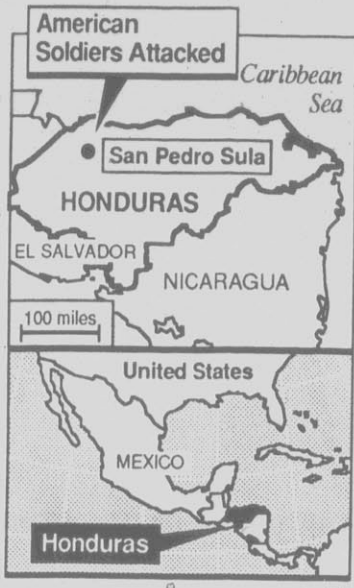 American
Soldiers Attacked
Caribbean
Sea
San Pedro Sula
HONDURAS
EL SALVADOR
NICARAGUA
100 miles
United States
MEXICO
Honduras